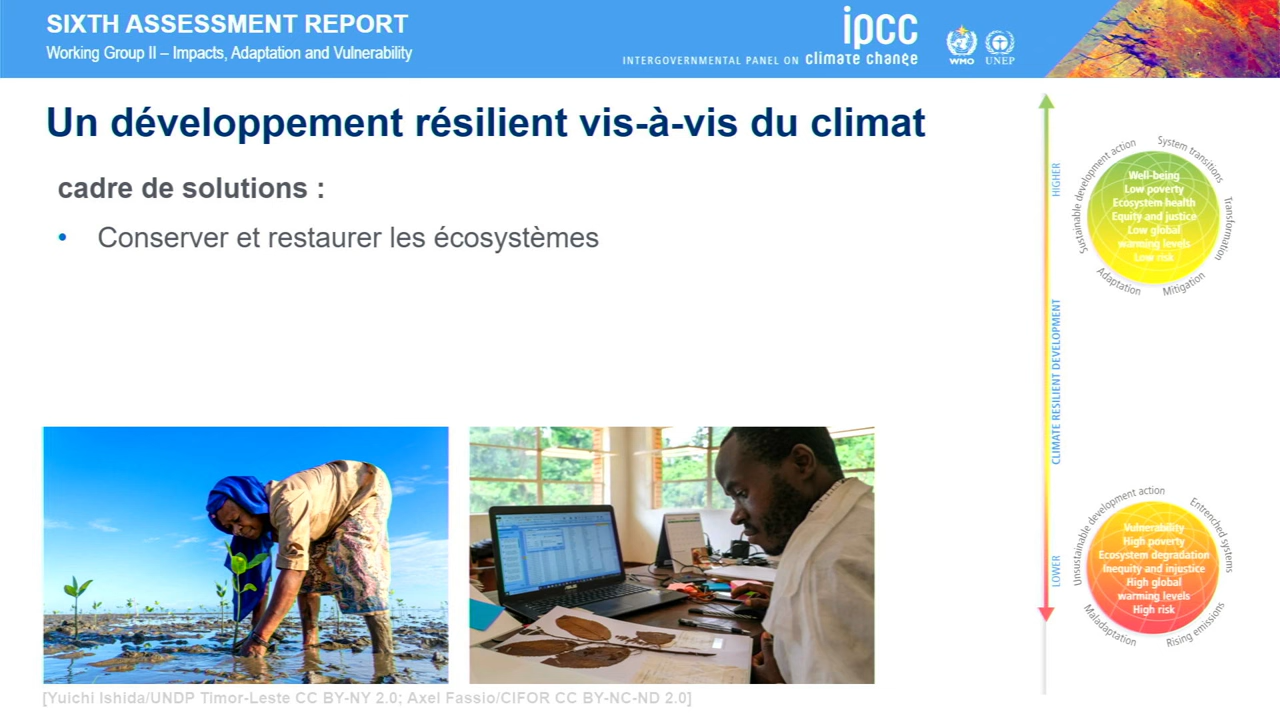 SIXTH ASSESSMENT REPORT
Working Group II – Impacts, Adaptation and Vulnerability
ipcc
INTERGOVERNMENTAL PANEL ON climate change
WMO
UNEP
Un développement résilient vis-à-vis du climat
cadre de solutions :
• Conserver et restaurer les écosystèmes
HIGHER
CLIMATE RESILIENT DEVELOPMENT
LOWER
Sustainable development action
System transitions
Transformation
Mitigation
Adaptation
Well-being
Low poverty
Ecosystem health
Equity and justice
Low global
warming levels
Low risk
Unsustainable development action
Entrenched systems
Rising emissions
Maladaptation
Vulnerability
High poverty
Ecosystem degradation
Inequity and injustice
High global
warming levels
High risk
[Yuichi Ishida/UNDP Timor-Leste CC BY-NY 2.0; Axel Fassio/CIFOR CC BY-NC-ND 2.0]